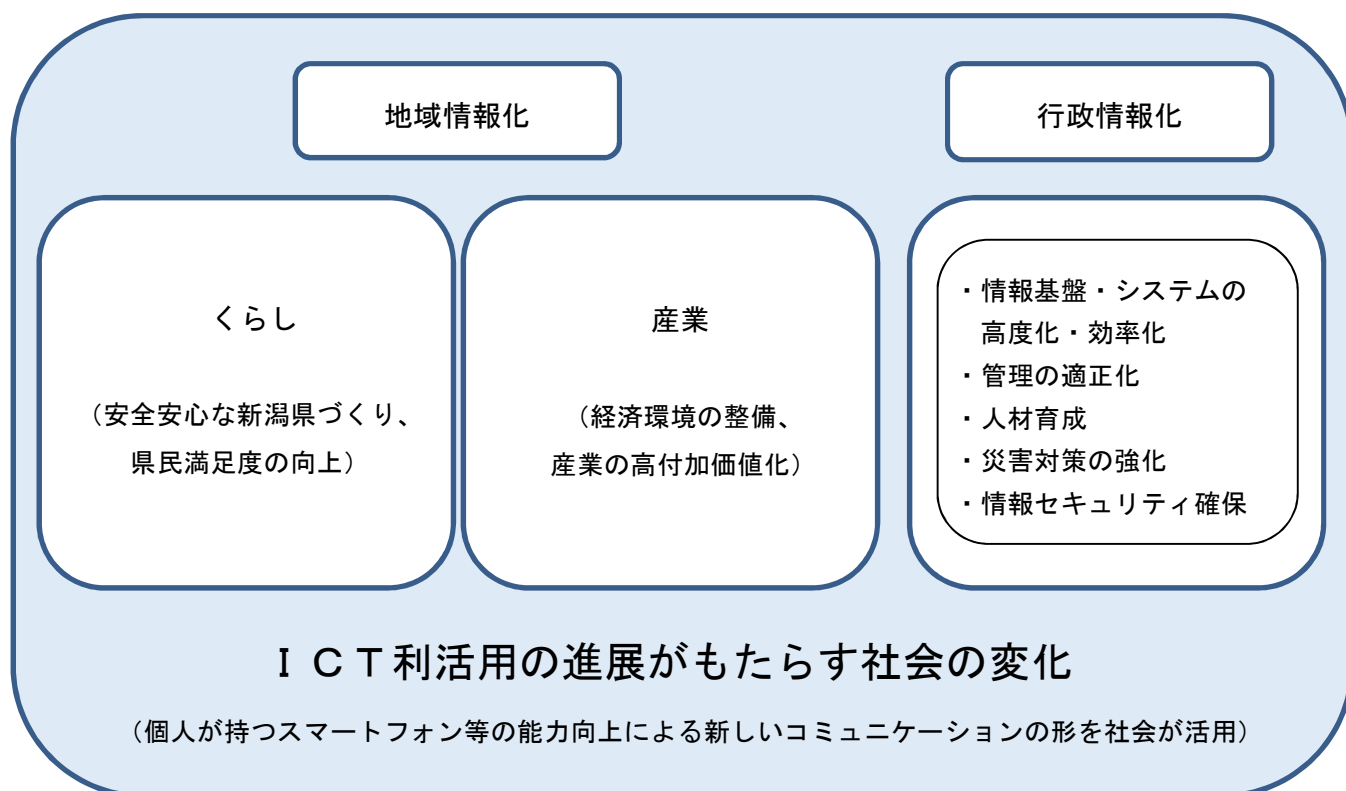 地域情報化
行政情報化
くらし
（安全安心な新潟県づくり、
県民満足度の向上）
産業
（経済環境の整備、
産業の高付加価値化）
・情報基盤・システムの
高度化・効率化
・管理の適正化
・人材育成
・災害対策の強化
・情報セキュリティ確保
ＩＣＴ利活用の進展がもたらす社会の変化
（個人が持つスマートフォン等の能力向上による新しいコミュニケーションの形を社会が活用）